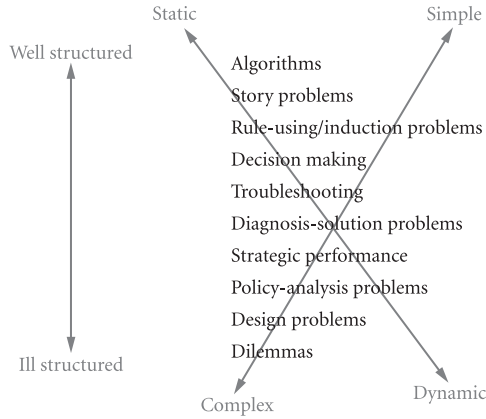 Static
Simple
Well structured
Algorithms
Story problems
Rule-using/induction problems
Decision making
Troubleshooting
Diagnosis-solution problems
Strategic performance
Policy-analysis problems
Design problems
Dilemmas
Ill structured
Complex
Dynamic